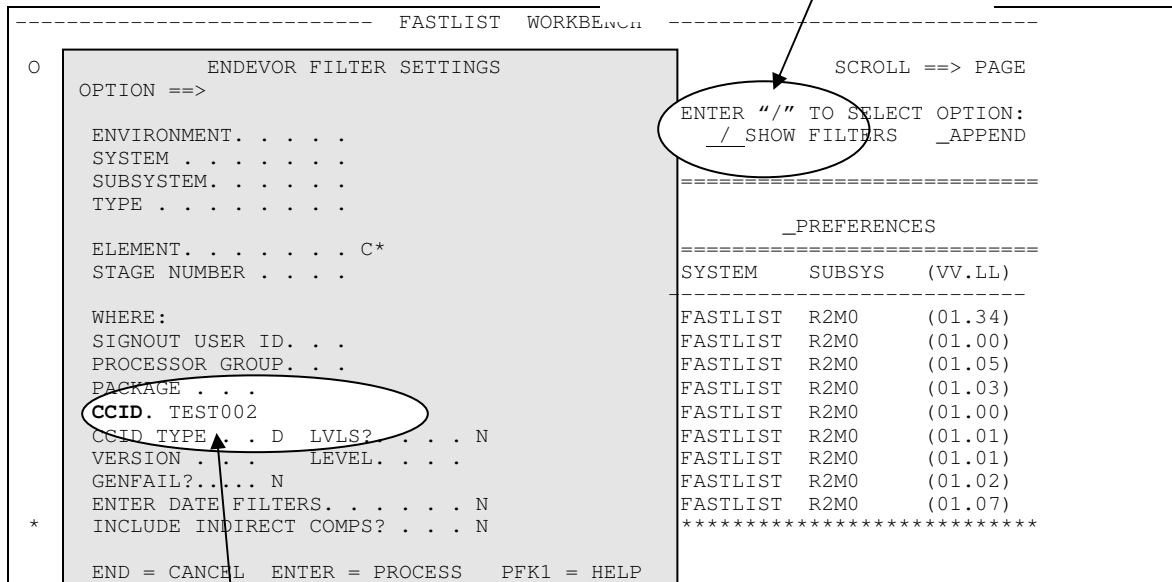 ----------------------------- FASTLIST WORKBENCH -----------------------------
O ENDEVOR FILTER SETTINGS SCROLL ==> PAGE
OPTION ==>
ENTER “/” TO SELECT OPTION:
ENVIRONMENT. . . . . / SHOW FILTERS _APPEND
SYSTEM . . . . . . .
SUBSYSTEM. . . . . . =============================
TYPE . . . . . . . .
_PREFERENCES
ELEMENT. . . . . . . C* =============================
STAGE NUMBER . . . . SYSTEM SUBSYS (VV.LL)
----------------------------
WHERE: FASTLIST R2M0 (01.34)
SIGNOUT USER ID. . . FASTLIST R2M0 (01.00)
PROCESSOR GROUP. . . FASTLIST R2M0 (01.05)
PACKAGE . . . FASTLIST R2M0 (01.03)
CCID. TEST002 FASTLIST R2M0 (01.00)
CCID TYPE . . D LVLS?. . . . N FASTLIST R2M0 (01.01)
VERSION . . . LEVEL. . . . FASTLIST R2M0 (01.01)
GENFAIL?..... N FASTLIST R2M0 (01.02)
ENTER DATE FILTERS. . . . . . N FASTLIST R2M0 (01.07)
* INCLUDE INDIRECT COMPS? . . . N ****************************
END = CANCEL ENTER = PROCESS PFK1 = HELP